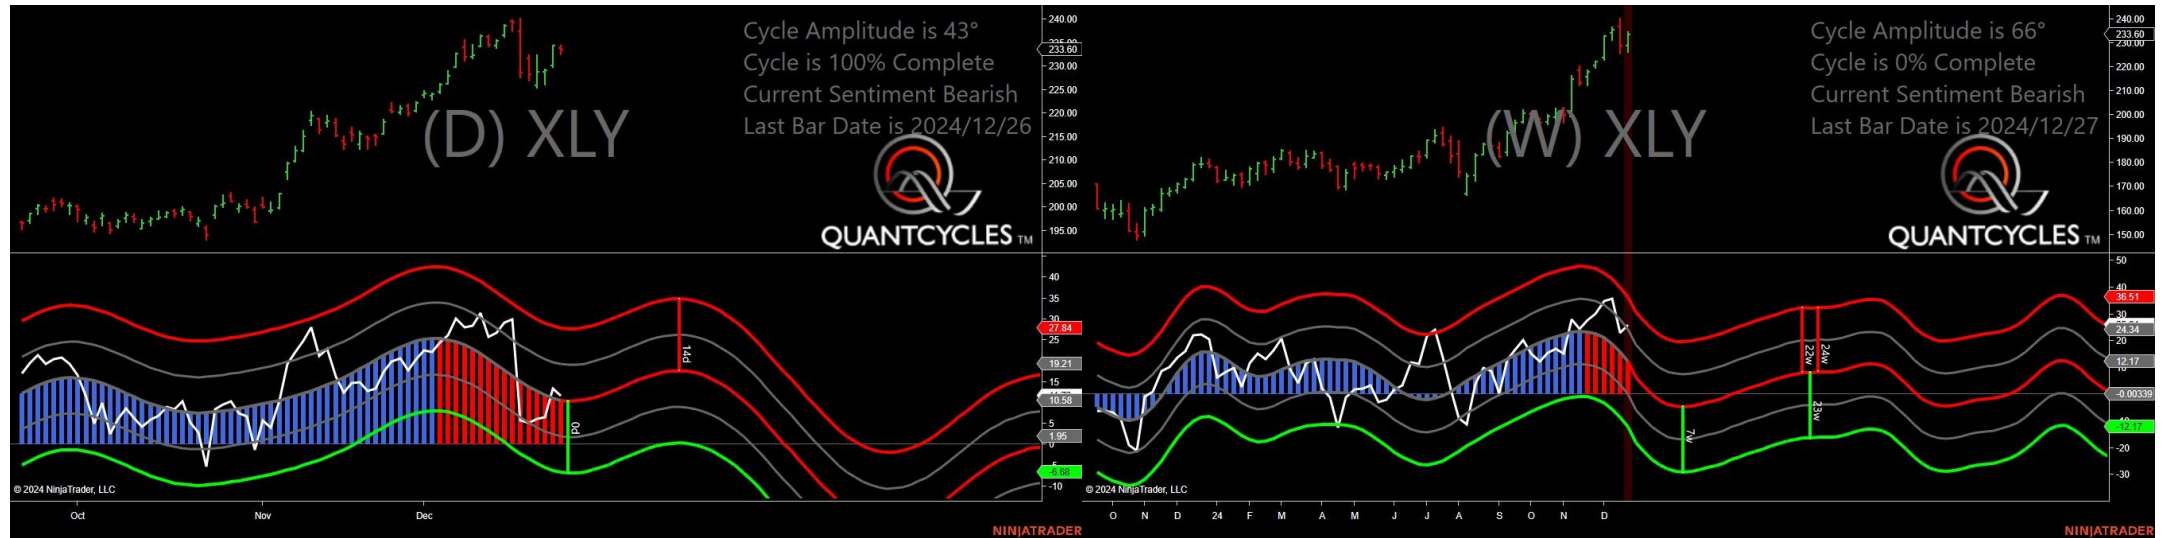 Cycle Amplitude is 43°
Cycle is 100% Complete
Current Sentiment Bearish
Last Bar Date is 2024/12/26
(D) XLY
QUANTCYCLES TM
240.00
233.60
230.00
225.00
220.00
215.00
210.00
205.00
200.00
195.00
40
35
30
27.84
25
19.21
15
10.58
5
1.95
0
-6.68
-10
14d
0d
© 2024 NinjaTrader, LLC
Oct
Nov
Dec
NINJATRADER
Cycle Amplitude is 66°
Cycle is 0% Complete
Current Sentiment Bearish
Last Bar Date is 2024/12/27
(W) XLY
QUANTCYCLES TM
240.00
233.60
230.00
220.00
210.00
200.00
190.00
180.00
170.00
160.00
150.00
50
40
36.51
24.34
20
12.17
-0.00339
-12.17
-20
-30
7w
22w
24w
23w
© 2024 NinjaTrader, LLC
O N D 24 F M A M J J A S O N D
NINJATRADER